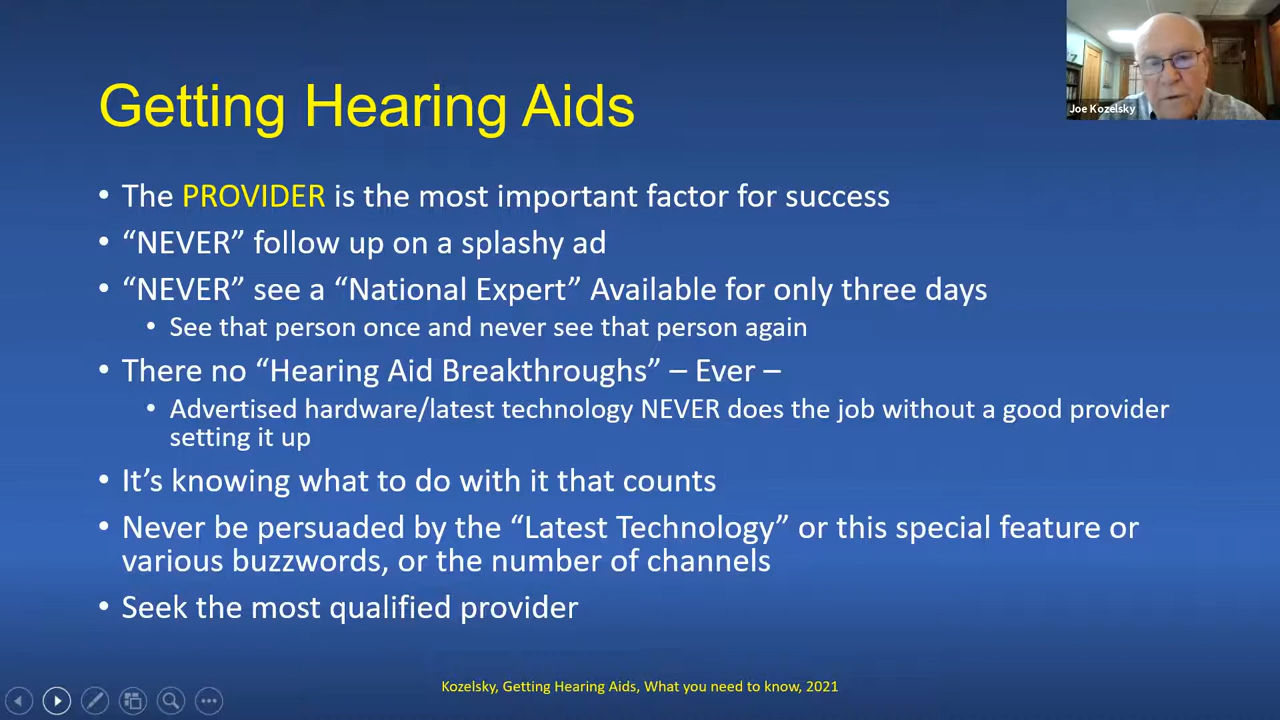 Joe Kozelsky
Getting Hearing Aids
• The PROVIDER is the most important factor for success
• “NEVER” follow up on a splashy ad
• “NEVER” see a “National Expert” Available for only three days
• See that person once and never see that person again
• There no “Hearing Aid Breakthroughs” – Ever –
• Advertised hardware/latest technology NEVER does the job without a good provider
setting it up
• It’s knowing what to do with it that counts
• Never be persuaded by the “Latest Technology” or this special feature or
various buzzwords, or the number of channels
• Seek the most qualified provider
Kozelsky, Getting Hearing Aids, What you need to know, 2021